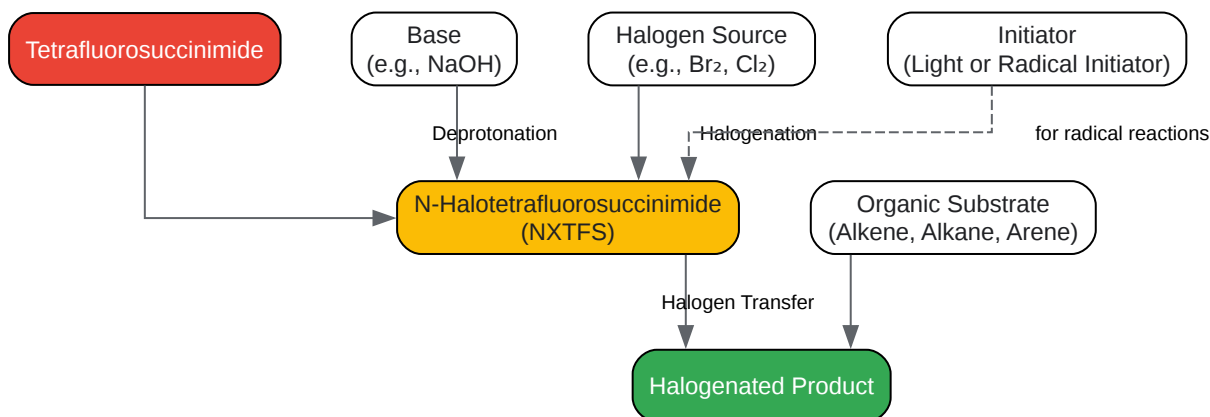 Tetrafluorosuccinimide
Base
(e.g., NaOH)
Halogen Source
(e.g., Br₂, Cl₂)
Initiator
(Light or Radical Initiator)
Deprotonation
Halogenation
for radical reactions
N-Halotetrafluorosuccinimide
(NXTFS)
Organic Substrate
(Alkene, Alkane, Arene)
Halogen Transfer
Halogenated Product